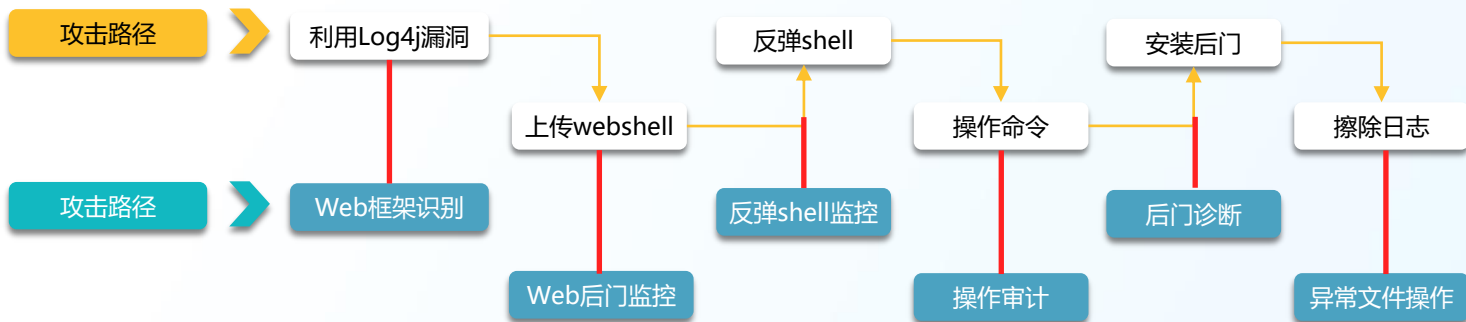 攻击路径
利用Log4j漏洞
反弹shell
安装后门
上传webshell
操作命令
擦除日志
攻击路径
Web框架识别
反弹shell监控
后门诊断
Web后门监控
操作审计
异常文件操作